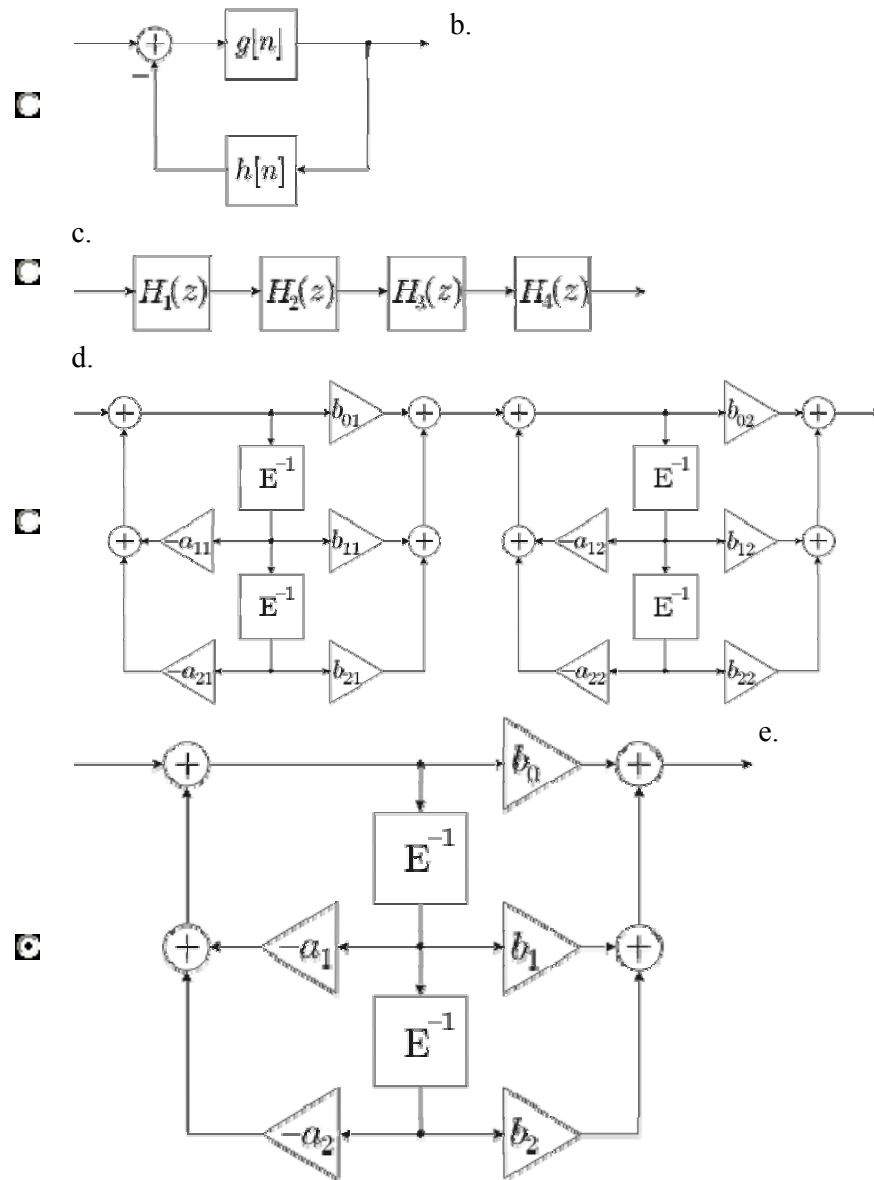 b.
+ g[n]
−
h[n]
c.
H₁(z) H₂(z) H₃(z) H₄(z)
d.
+ b₀₁ + + b₀₂ +
E⁻¹ E⁻¹
+ −a₁₁ b₁₁ + + −a₁₂ b₁₂ +
E⁻¹ E⁻¹
−a₂₁ b₂₁ −a₂₂ b₂₂
e.
+ b₀ +
E⁻¹
+ −a₁ b₁ +
E⁻¹
−a₂ b₂